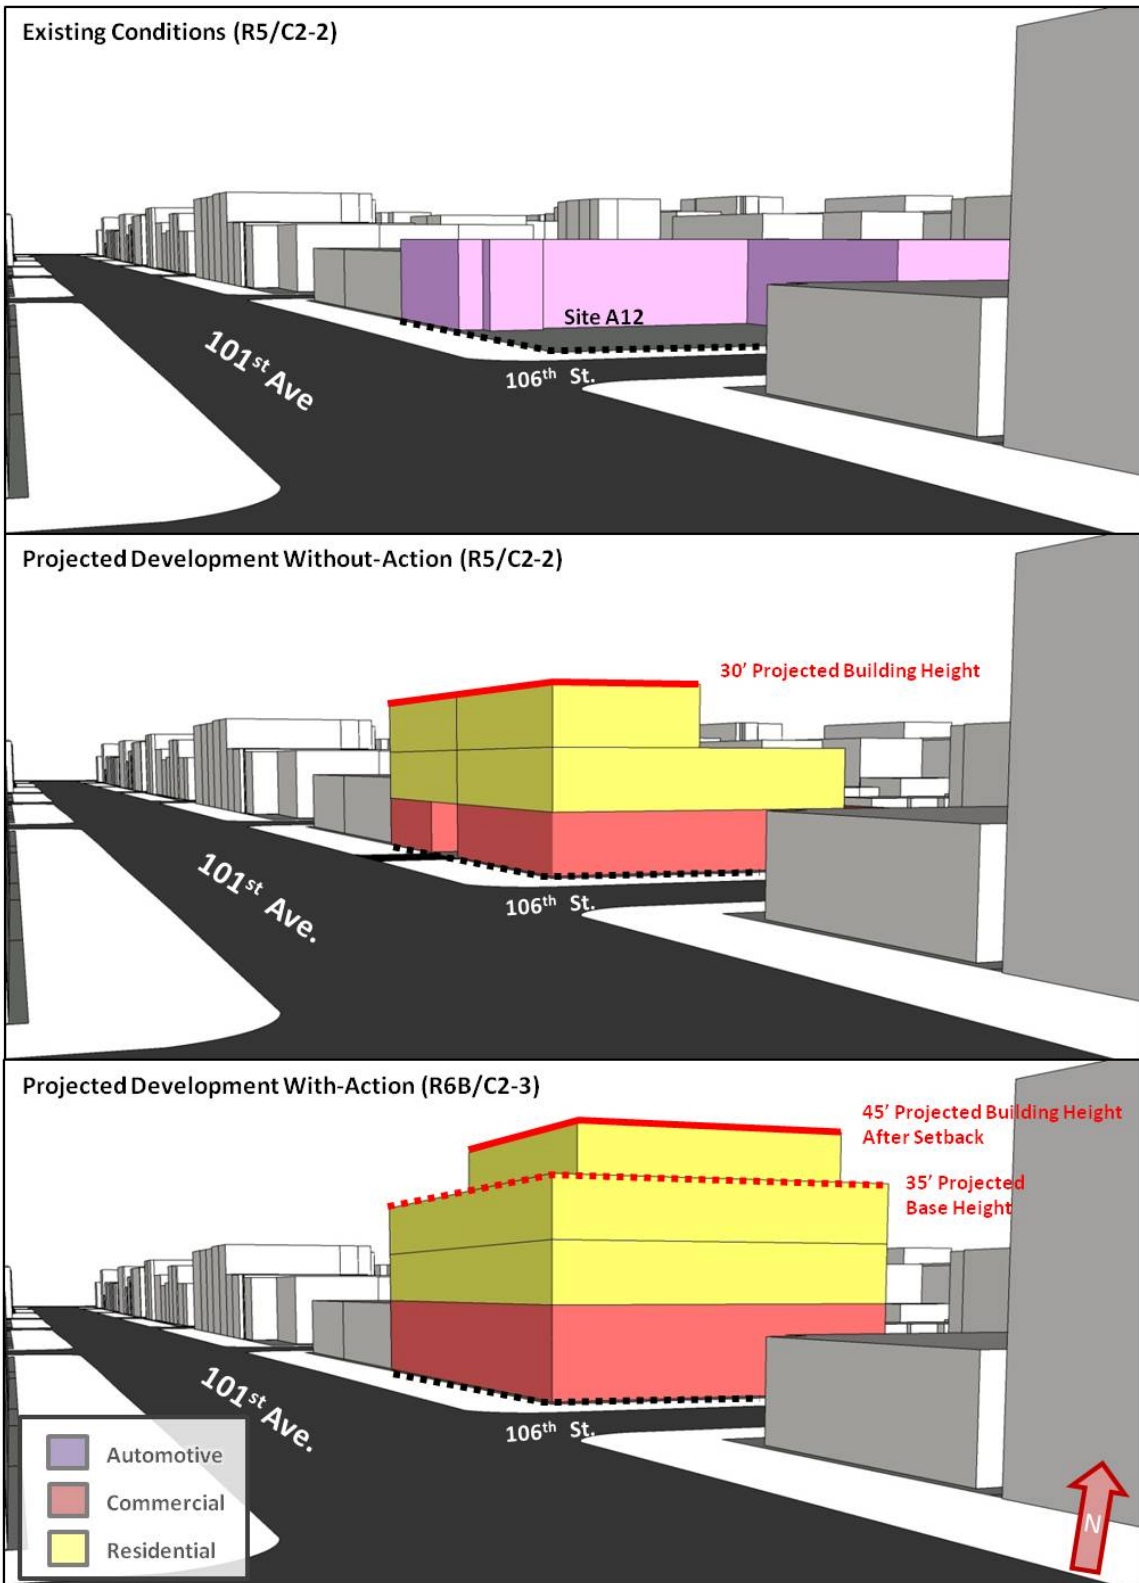 Existing Conditions (R5/C2-2)
Site A12
101st Ave
106th St.
Projected Development Without-Action (R5/C2-2)
30' Projected Building Height
101st Ave.
106th St.
Projected Development With-Action (R6B/C2-3)
45' Projected Building Height
After Setback
35' Projected
Base Height
101st Ave.
106th St.
Automotive
Commercial
Residential
N